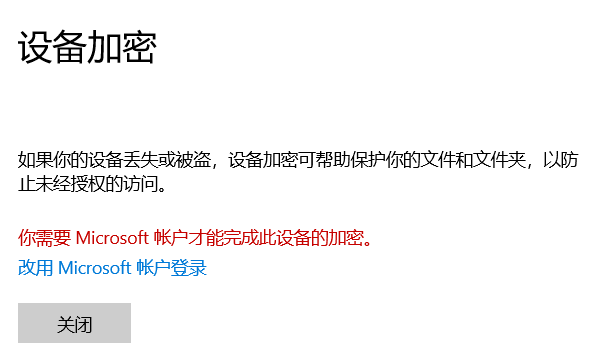 设备加密
如果你的设备丢失或被盗，设备加密可帮助保护你的文件和文件夹，以防
止未经授权的访问。
你需要 Microsoft 帐户才能完成此设备的加密。
改用 Microsoft 帐户登录
关闭